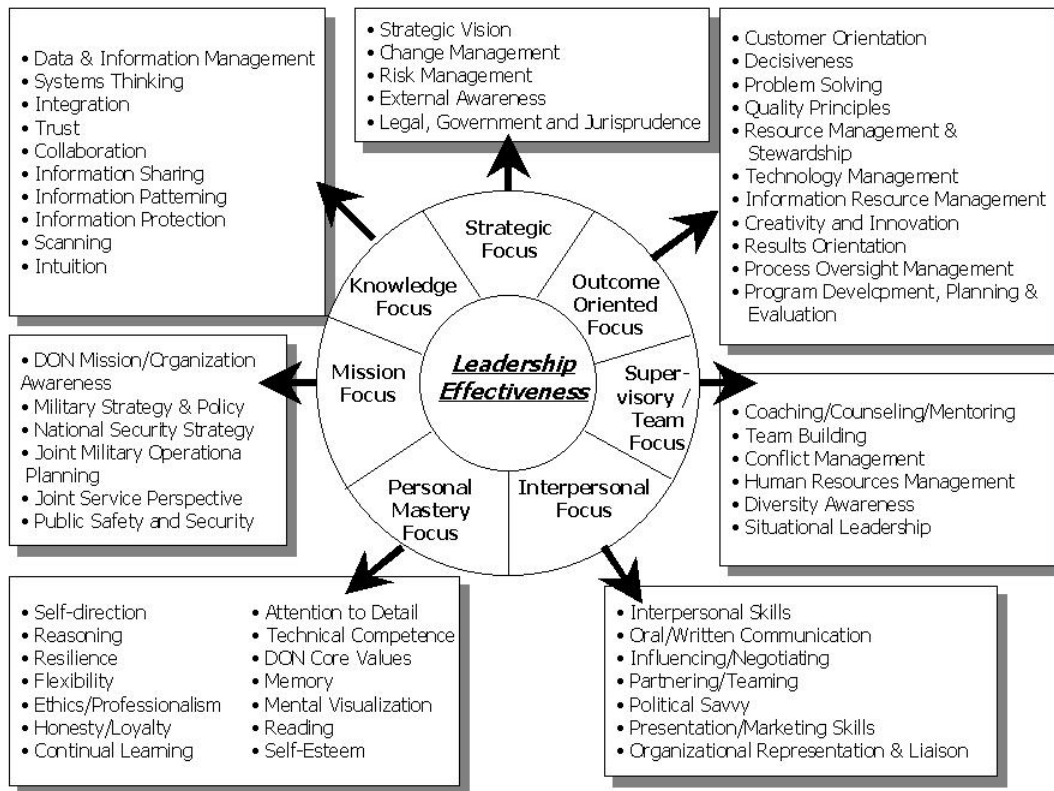 • Data & Information Management
• Systems Thinking
• Integration
• Trust
• Collaboration
• Information Sharing
• Information Patterning
• Information Protection
• Scanning
• Intuition
• Strategic Vision
• Change Management
• Risk Management
• External Awareness
• Legal, Government and Jurisprudence
• Customer Orientation
• Decisiveness
• Problem Solving
• Quality Principles
• Resource Management &
Stewardship
• Technology Management
• Information Resource Management
• Creativity and Innovation
• Results Orientation
• Process Oversight Management
• Program Development, Planning &
Evaluation
Strategic
Focus
Knowledge
Focus
Outcome
Oriented
Focus
Mission
Focus
Leadership
Effectiveness
Super-
visory /
Team
Focus
Personal
Mastery
Focus
Interpersonal
Focus
• DON Mission/Organization
Awareness
• Military Strategy & Policy
• National Security Strategy
• Joint Military Operationa
Planning
• Joint Service Perspective
• Public Safety and Security
• Coaching/Counseling/Mentoring
• Team Building
• Conflict Management
• Human Resources Management
• Diversity Awareness
• Situational Leadership
• Self-direction
• Reasoning
• Resilience
• Flexibility
• Ethics/Professionalism
• Honesty/Loyalty
• Continual Learning
• Attention to Detail
• Technical Competence
• DON Core Values
• Memory
• Mental Visualization
• Reading
• Self-Esteem
• Interpersonal Skills
• Oral/Written Communication
• Influencing/Negotiating
• Partnering/Teaming
• Political Savvy
• Presentation/Marketing Skills
• Organizational Representation & Liaison